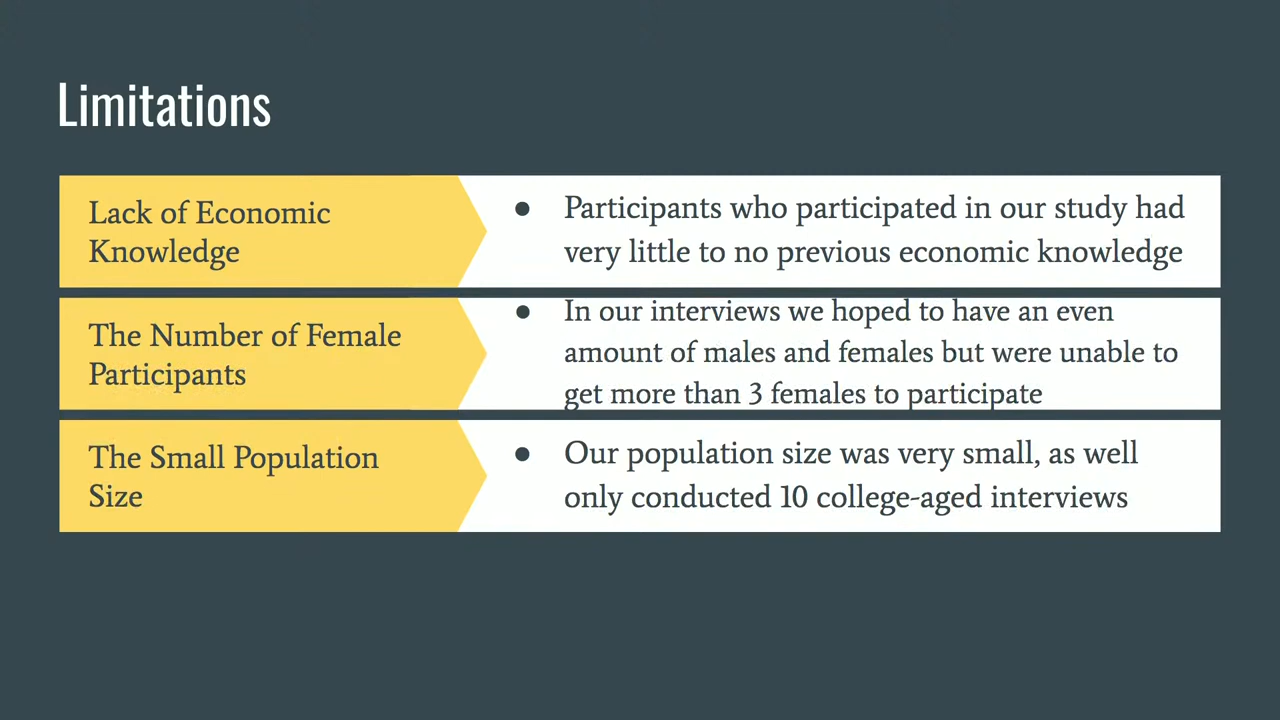 Limitations
Lack of Economic
Knowledge
● Participants who participated in our study had
very little to no previous economic knowledge
The Number of Female
Participants
● In our interviews we hoped to have an even
amount of males and females but were unable to
get more than 3 females to participate
The Small Population
Size
● Our population size was very small, as well
only conducted 10 college-aged interviews